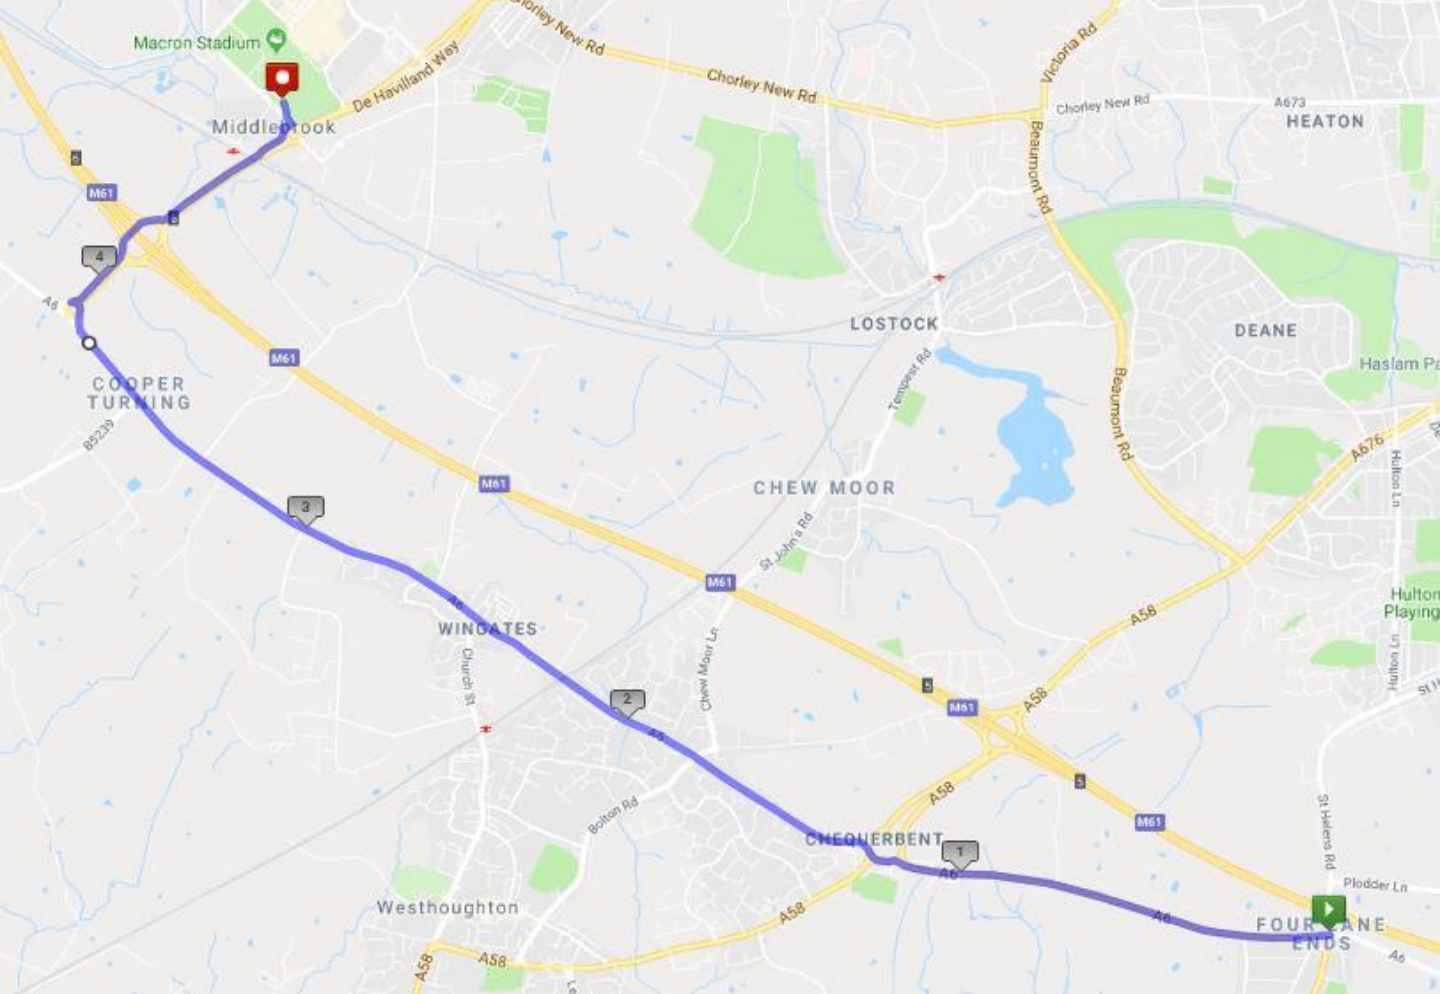 Chorley New Rd
Victoria Rd
Macron Stadium
De Havilland Way
Chorley New Rd
Chorley New Rd
A673
HEATON
Middlebrook
6
M61
Beaumont Rd
6
4
A6
LOSTOCK
DEANE
M61
Haslam Pa
COOPER
TURNING
Tempest Rd
Beaumont Rd
B5239
A676
Hulton Ln
M61
CHEW MOOR
3
St John's Rd
M61
A6
WINGATES
Hulton
Playing
A58
Church St
Chew Moor Ln
Hulton Ln
5
2
M61
A58
St H
A6
5
A58
Bolton Rd
M61
St Helens Rd
CHEQUERBENT
1
A6
Plodder Ln
Westhoughton
A58
A6
FOUR LANE
ENDS
A6
A58
A58